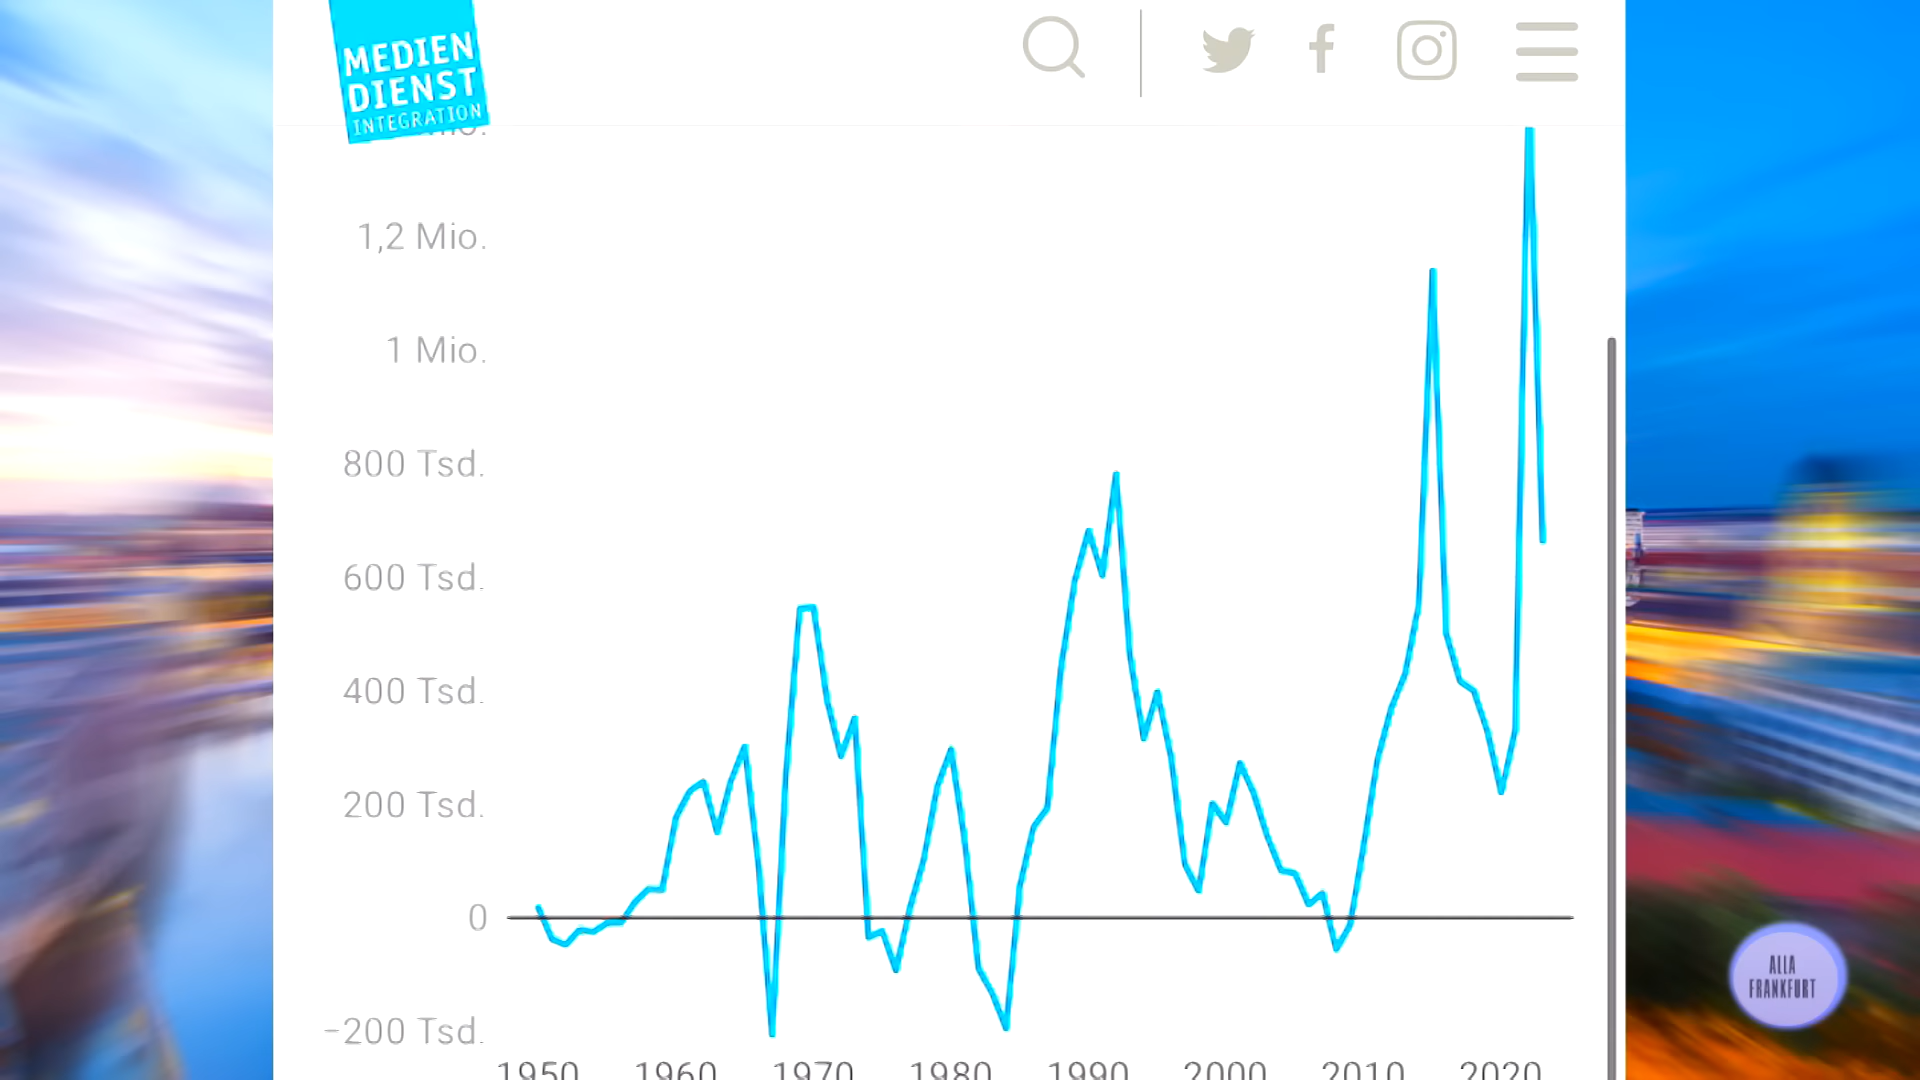 MEDIEN
DIENST
INTEGRATION
1,2 Mio.
1 Mio.
800 Tsd.
600 Tsd.
400 Tsd.
200 Tsd.
0
-200 Tsd.
1950 1960 1970 1980 1990 2000 2010 2020
ALLA
FRANKFURT